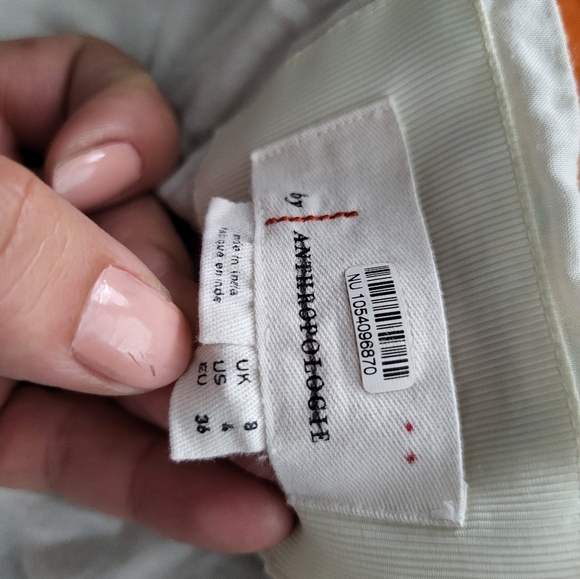 by
ANTHROPOLOGIE
NU 1054096870
made in india
fabriqué en inde
UK 8
US 4
EU 36